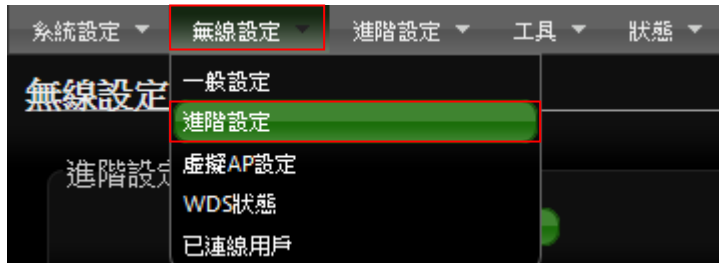 系統設定 無線設定 進階設定 工具 狀態
無線設定
一般設定
進階設定
進階設定
虛擬AP設定
WDS狀態
已連線用戶